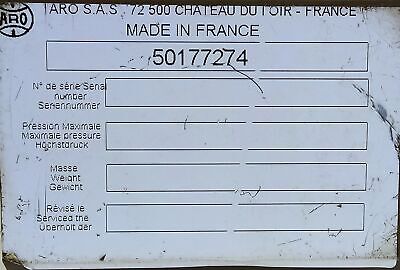 ARO
ARO S.A.S 72 500 CHATEAU DU LOIR - FRANCE
MADE IN FRANCE
50177274
N° de série Serial
number
Seriennummer
Pression Maximale
Maximale pressure
Höchstdruck
Masse
Weight
Gewicht
Révisé le
Serviced the
Überholt der